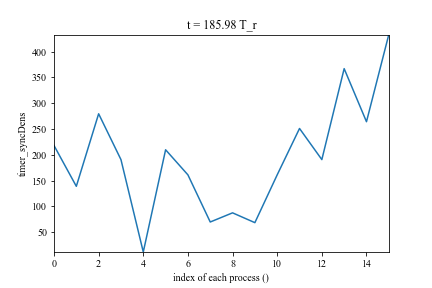 t = 185.98 T_r
400
350
300
250
200
150
100
50
timer_syncDens
0 2 4 6 8 10 12 14
index of each process ()